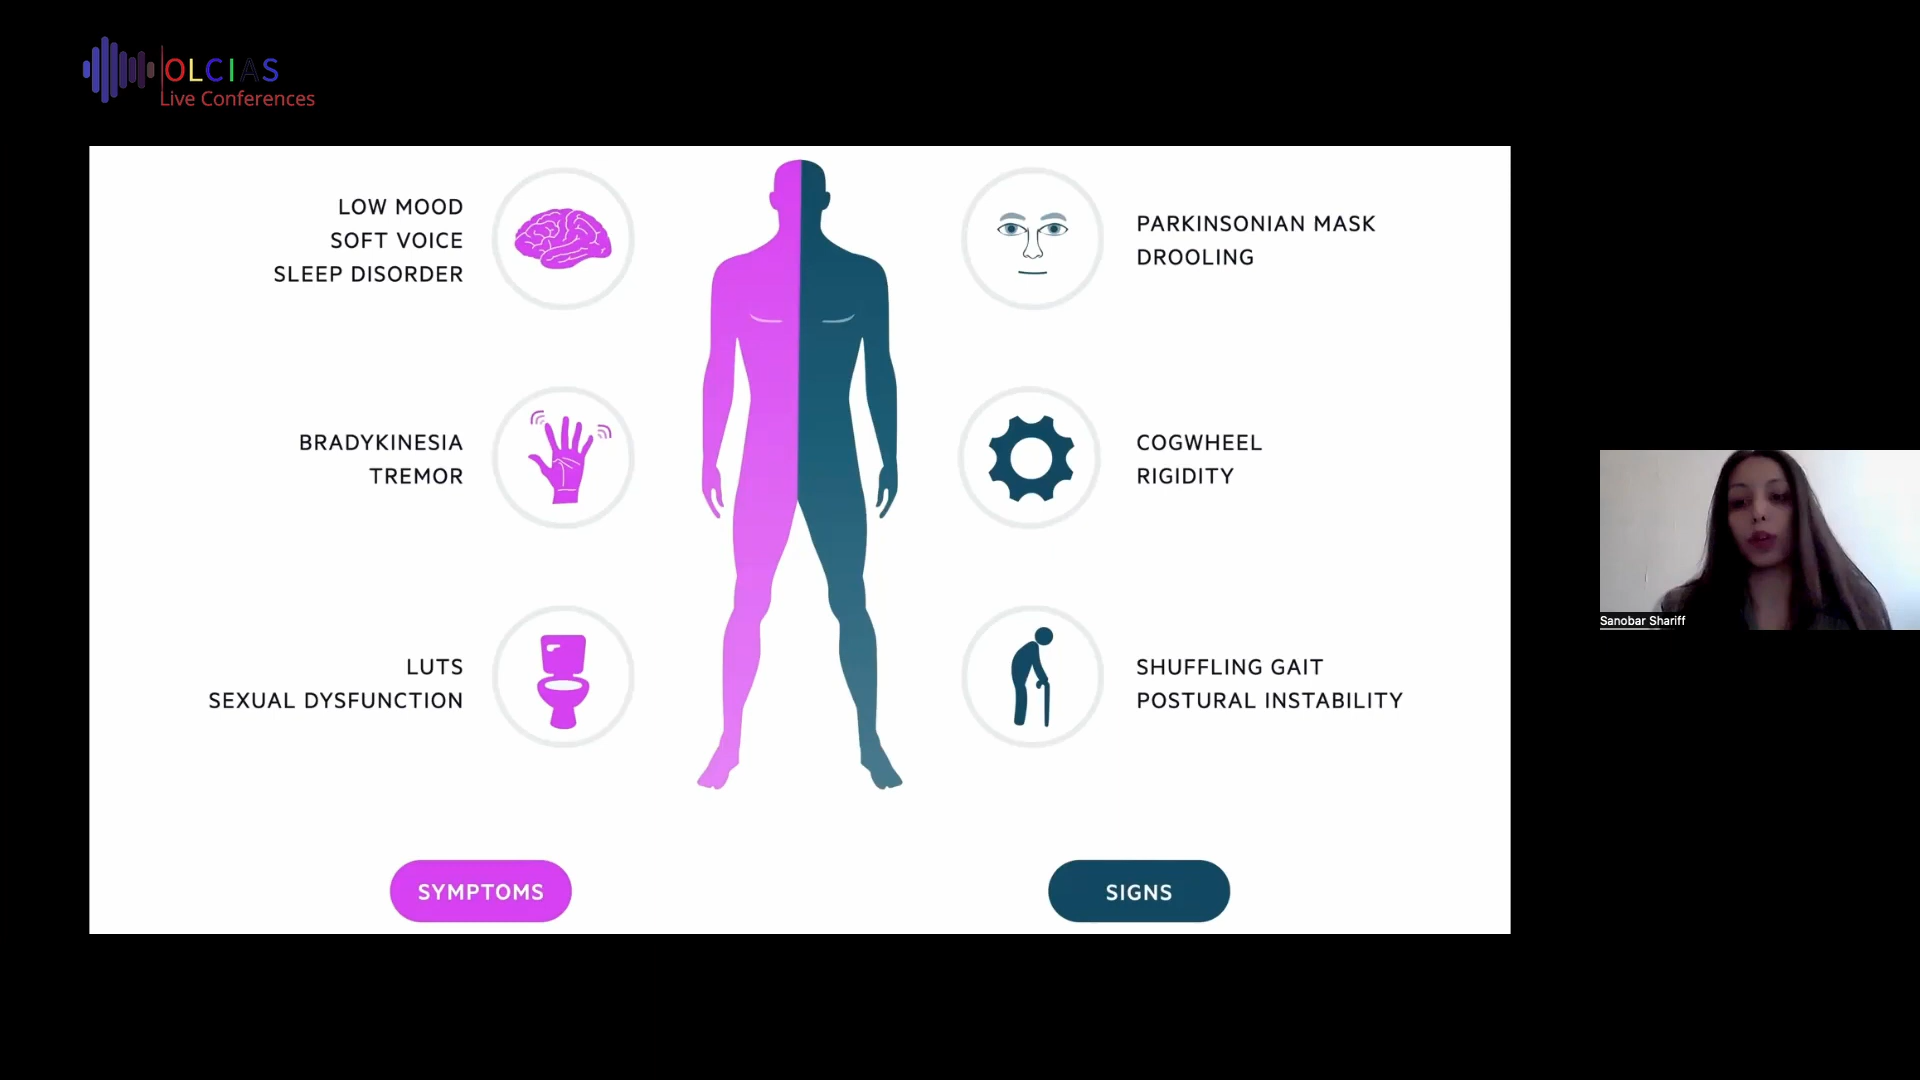 OLCIAS
Live Conferences
LOW MOOD
SOFT VOICE
SLEEP DISORDER
PARKINSONIAN MASK
DROOLING
BRADYKINESIA
TREMOR
COGWHEEL
RIGIDITY
LUTS
SEXUAL DYSFUNCTION
SHUFFLING GAIT
POSTURAL INSTABILITY
SYMPTOMS
SIGNS
Sanobar Shariff